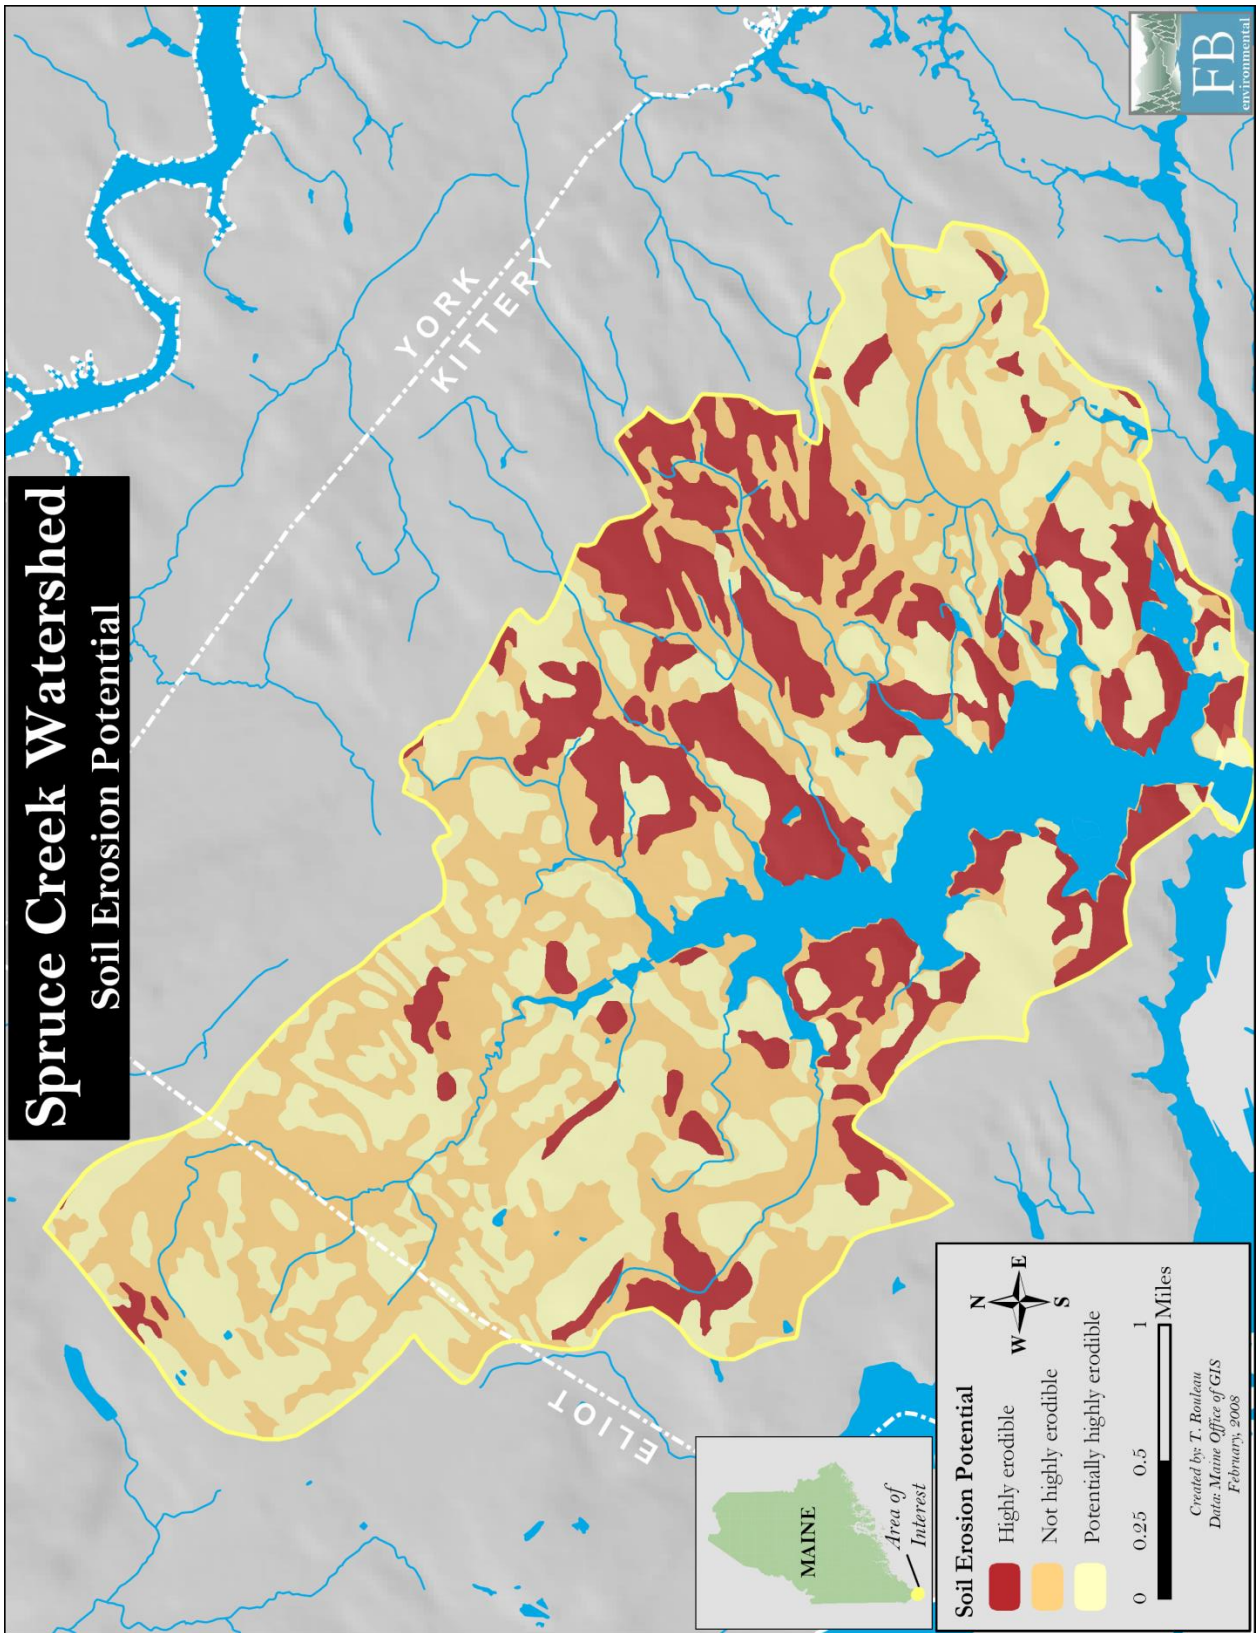 Spruce Creek Watershed
Soil Erosion Potential
YORK
KITTERY
ELIOT
MAINE
Area of
Interest
Soil Erosion Potential
Highly erodible
Not highly erodible
Potentially highly erodible
N
W
E
S
0 0.25 0.5 1
Miles
Created by: T. Rouleau
Data: Maine Office of GIS
February, 2008
FB
environmental